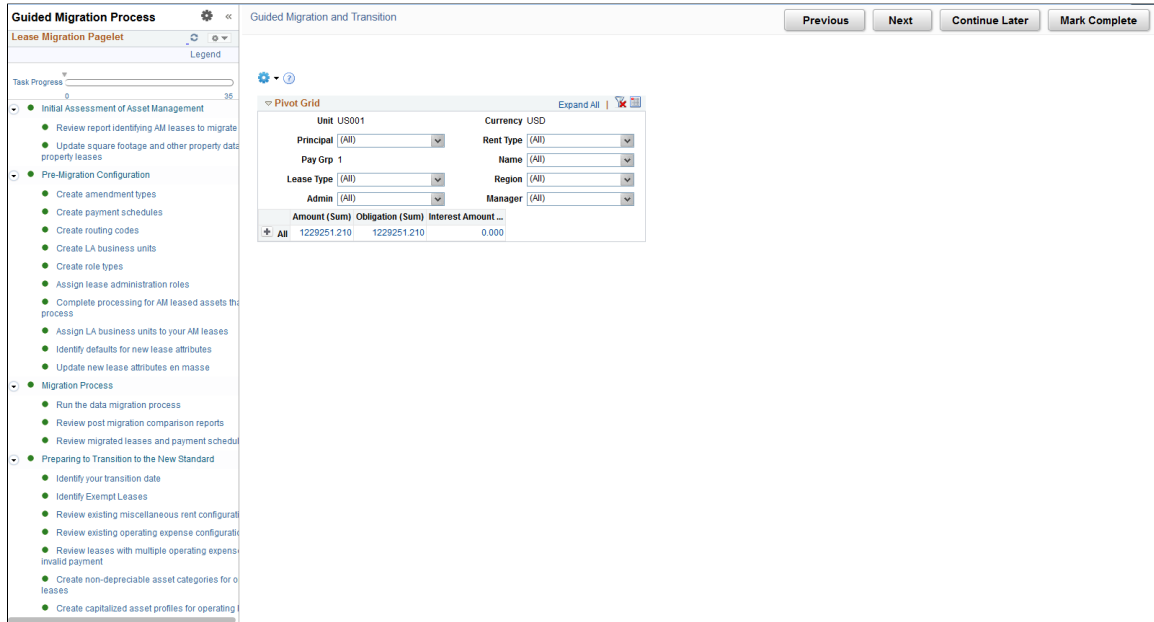 Guided Migration Process «
Lease Migration Pagelet
Legend
Task Progress
0 35
Initial Assessment of Asset Management
Review report identifying AM leases to migrate
Update square footage and other property data
property leases
Pre-Migration Configuration
Create amendment types
Create payment schedules
Create routing codes
Create LA business units
Create role types
Assign lease administration roles
Complete processing for AM leased assets tha
process
Assign LA business units to your AM leases
Identify defaults for new lease attributes
Update new lease attributes en masse
Migration Process
Run the data migration process
Review post migration comparison reports
Review migrated leases and payment schedul
Preparing to Transition to the New Standard
Identify your transition date
Identify Exempt Leases
Review existing miscellaneous rent configurati
Review existing operating expense configuratio
Review leases with multiple operating expense
invalid payment
Create non-depreciable asset categories for o
leases
Create capitalized asset profiles for operating l
Guided Migration and Transition
Previous Next Continue Later Mark Complete
?
Pivot Grid Expand All |
Unit US001 Currency USD
Principal (All) Rent Type (All)
Pay Grp 1 Name (All)
Lease Type (All) Region (All)
Admin (All) Manager (All)
Amount (Sum) Obligation (Sum) Interest Amount ...
+ All 1229251.210 1229251.210 0.000